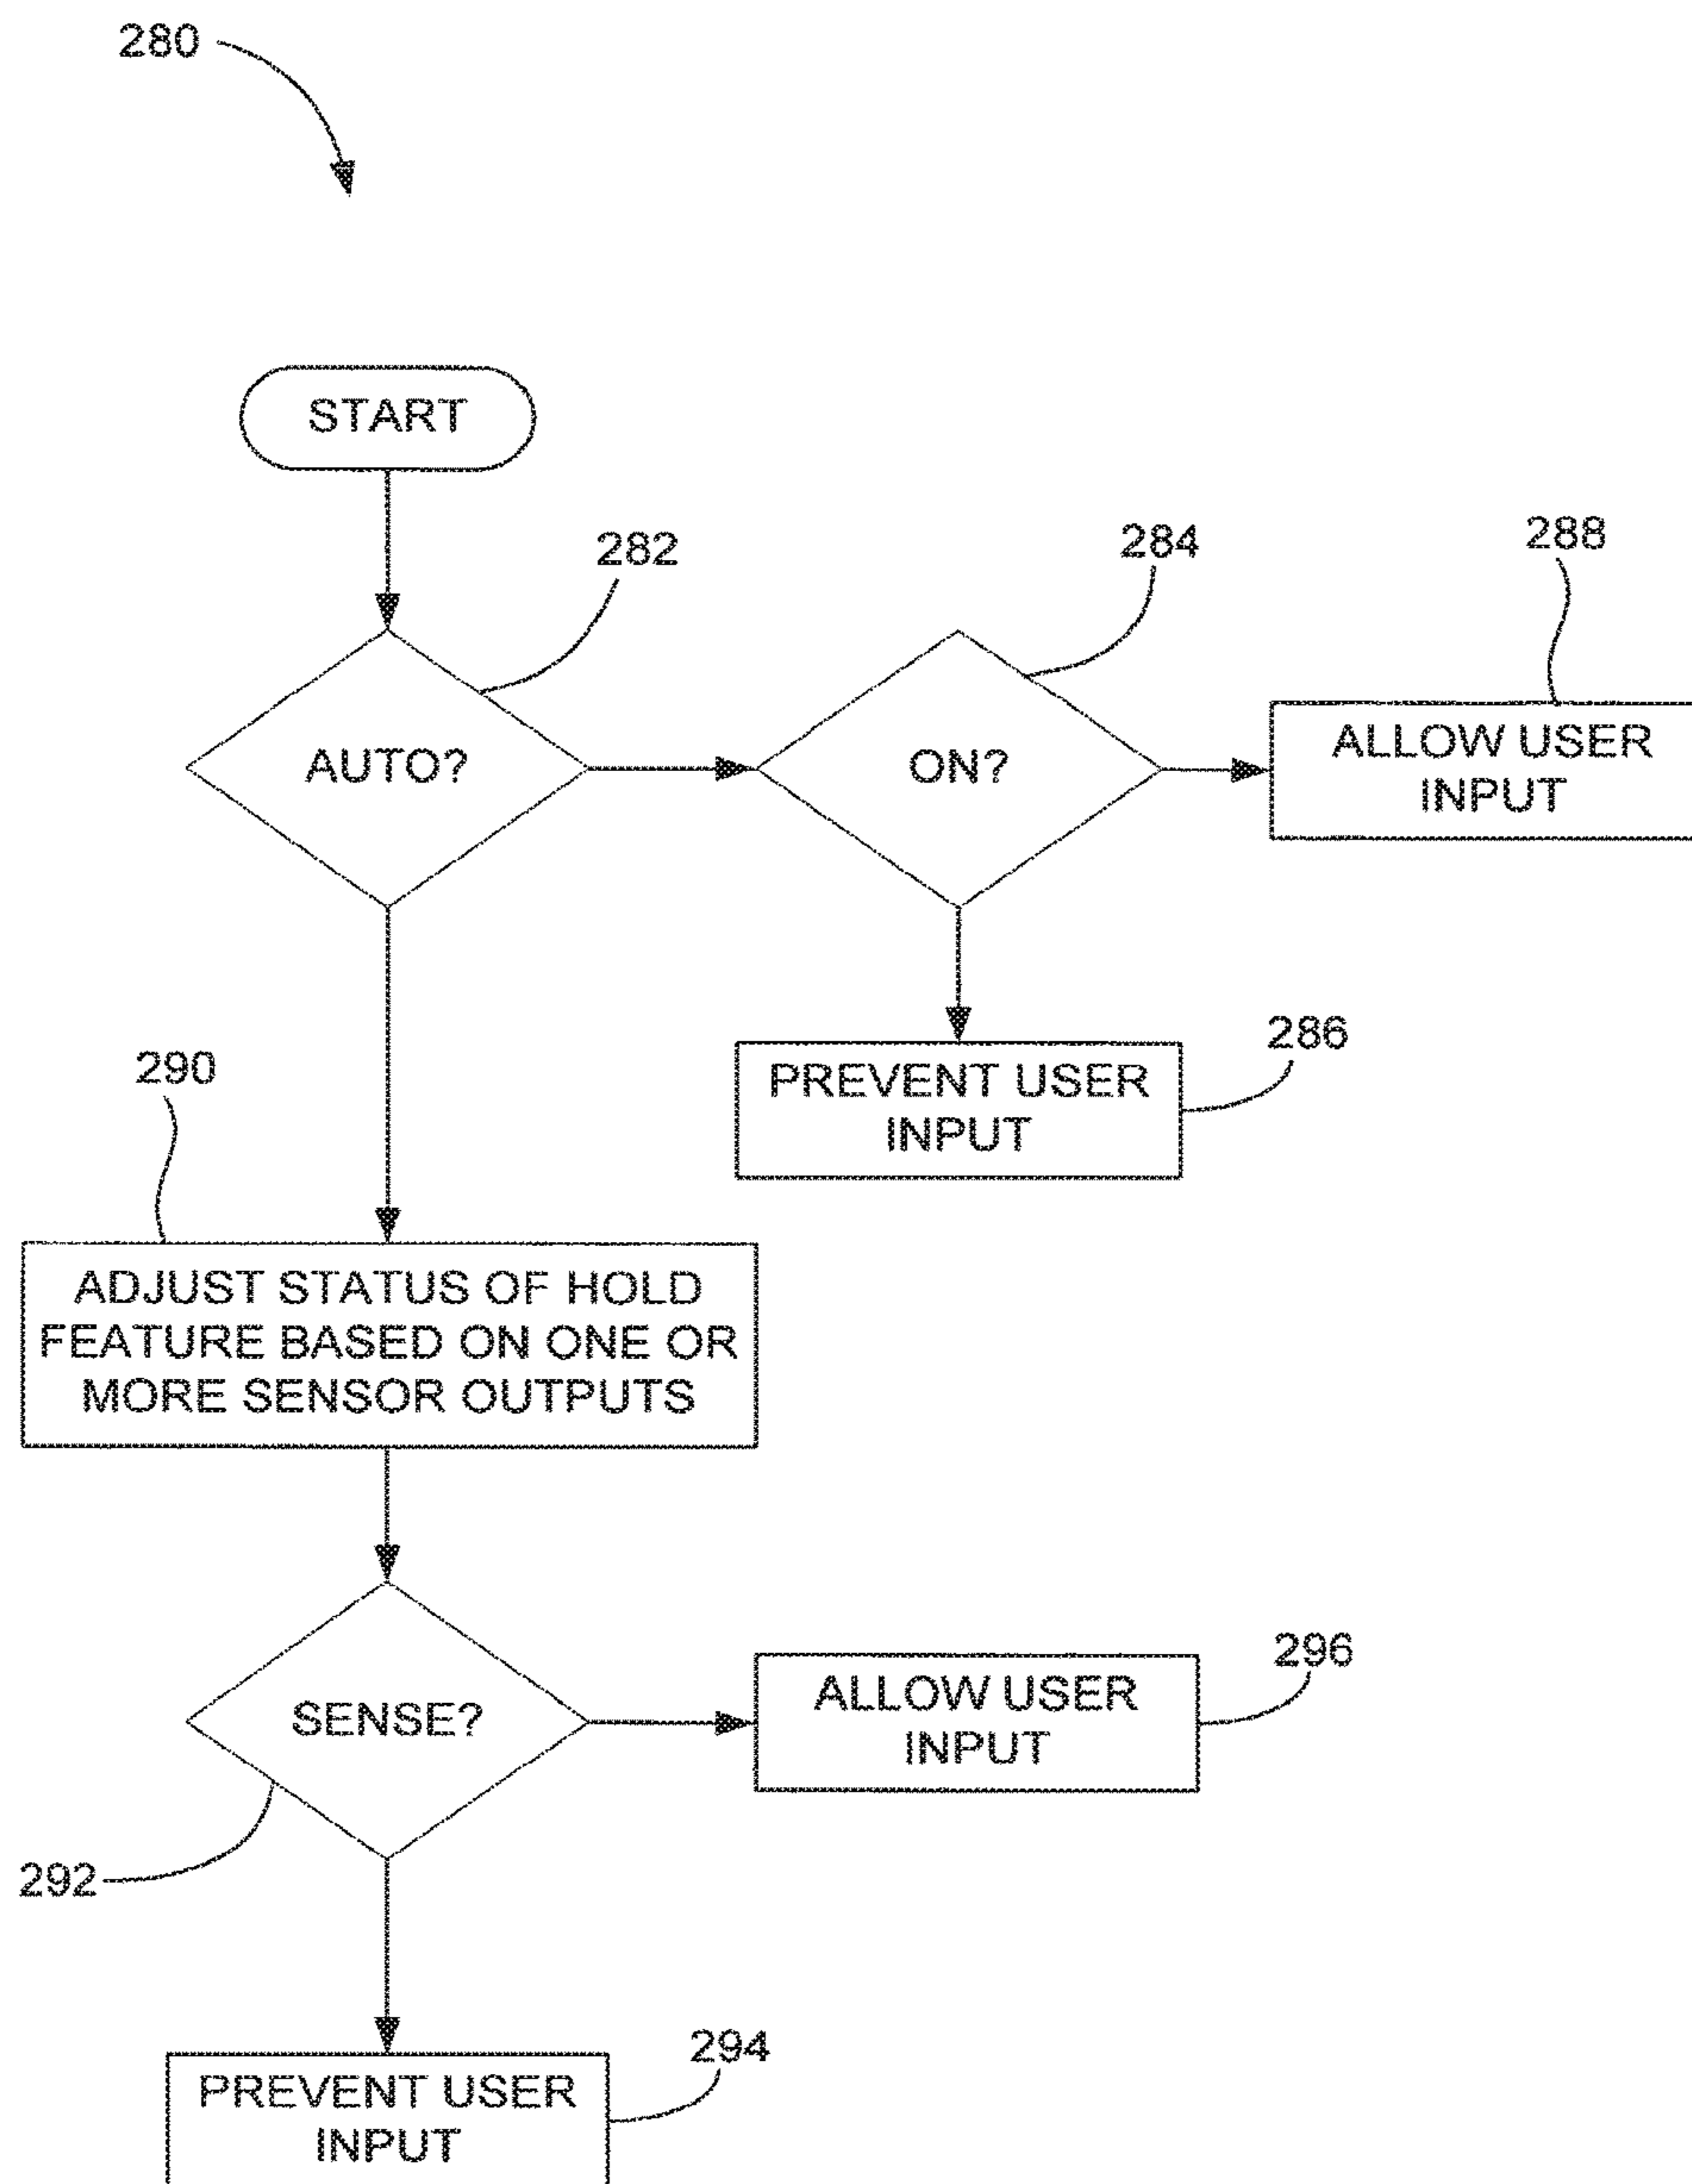 280
START
282
284
288
AUTO?
ON?
ALLOW USER
INPUT
286
PREVENT USER
INPUT
290
ADJUST STATUS OF HOLD
FEATURE BASED ON ONE OR
MORE SENSOR OUTPUTS
SENSE?
296
ALLOW USER
INPUT
292
294
PREVENT USER
INPUT